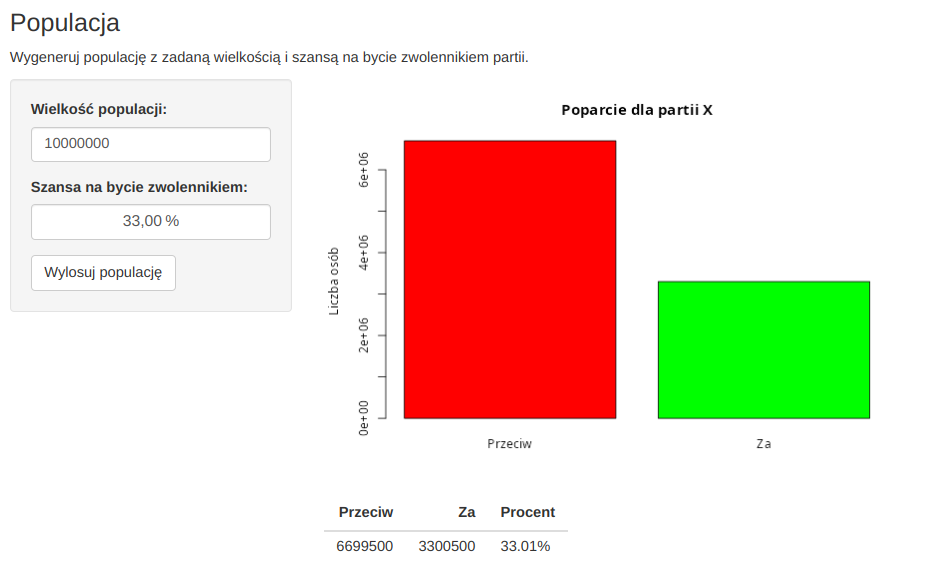 Populacja
Wygeneruj populację z zadaną wielkością i szansą na bycie zwolennikiem partii.
Wielkość populacji:
10000000
Szansa na bycie zwolennikiem:
33,00 %
Wylosuj populację
Poparcie dla partii X
Liczba osób
6e+06
4e+06
2e+06
0e+00
Przeciw Za
Przeciw Za Procent
6699500 3300500 33.01%